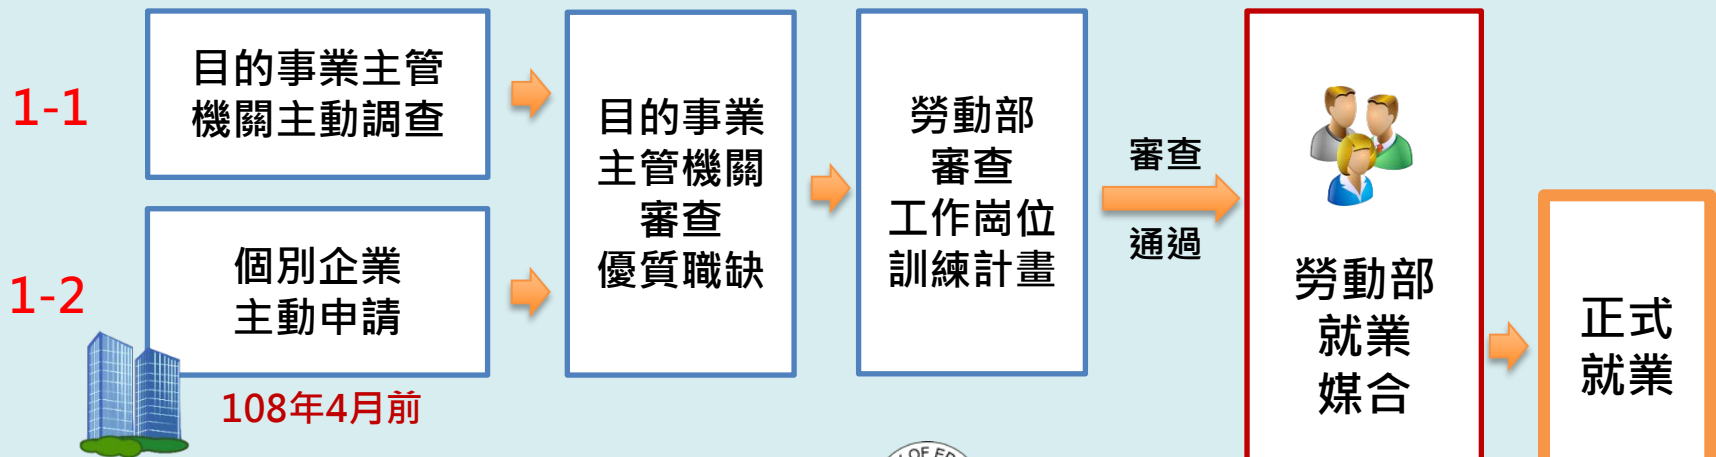 1-1
目的事業主管
機關主動調查
1-2
個別企業
主動申請
108年4月前
目的事業
主管機關
審查
優質職缺
勞動部
審查
工作崗位
訓練計畫
審查
通過
勞動部
就業
媒合
正式
就業
OF